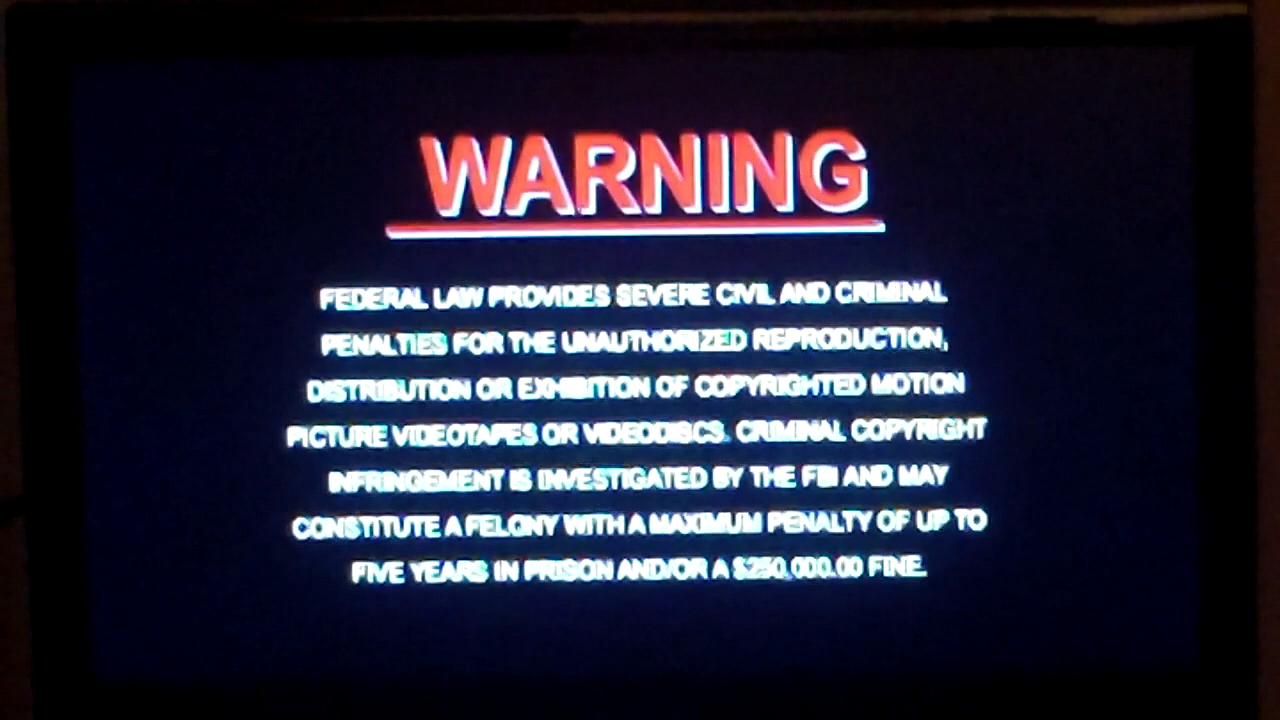 WARNING
FEDERAL LAW PROVIDES SEVERE CIVIL AND CRIMINAL
PENALTIES FOR THE UNAUTHORIZED REPRODUCTION,
DISTRIBUTION OR EXHIBITION OF COPYRIGHTED MOTION
PICTURE VIDEOTAPES OR VIDEODISCS. CRIMINAL COPYRIGHT
INFRINGEMENT IS INVESTIGATED BY THE FBI AND MAY
CONSTITUTE A FELONY WITH A MAXIMUM PENALTY OF UP TO
FIVE YEARS IN PRISON AND/OR A $250,000.00 FINE.